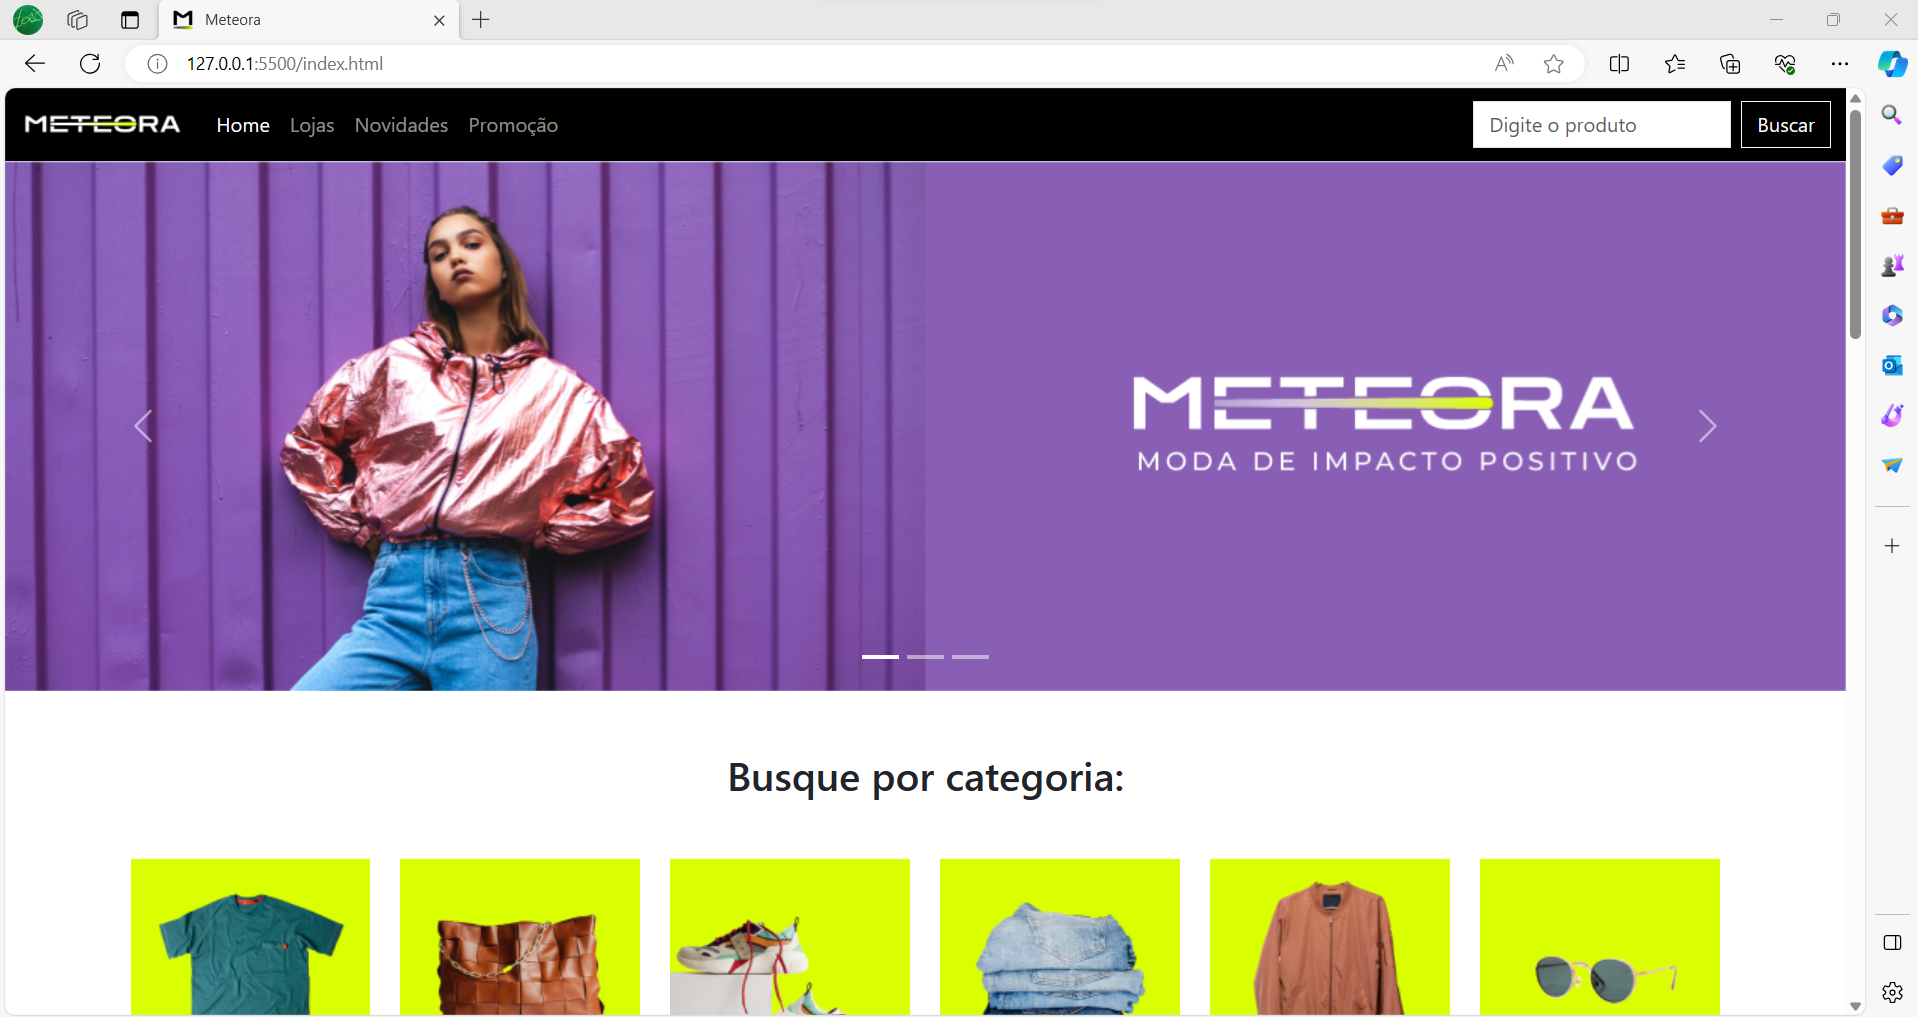 Meteora
127.0.0.1:5500/index.html
METEORA Home Lojas Novidades Promoção Digite o produto Buscar
METEORA
MODA DE IMPACTO POSITIVO
Busque por categoria: